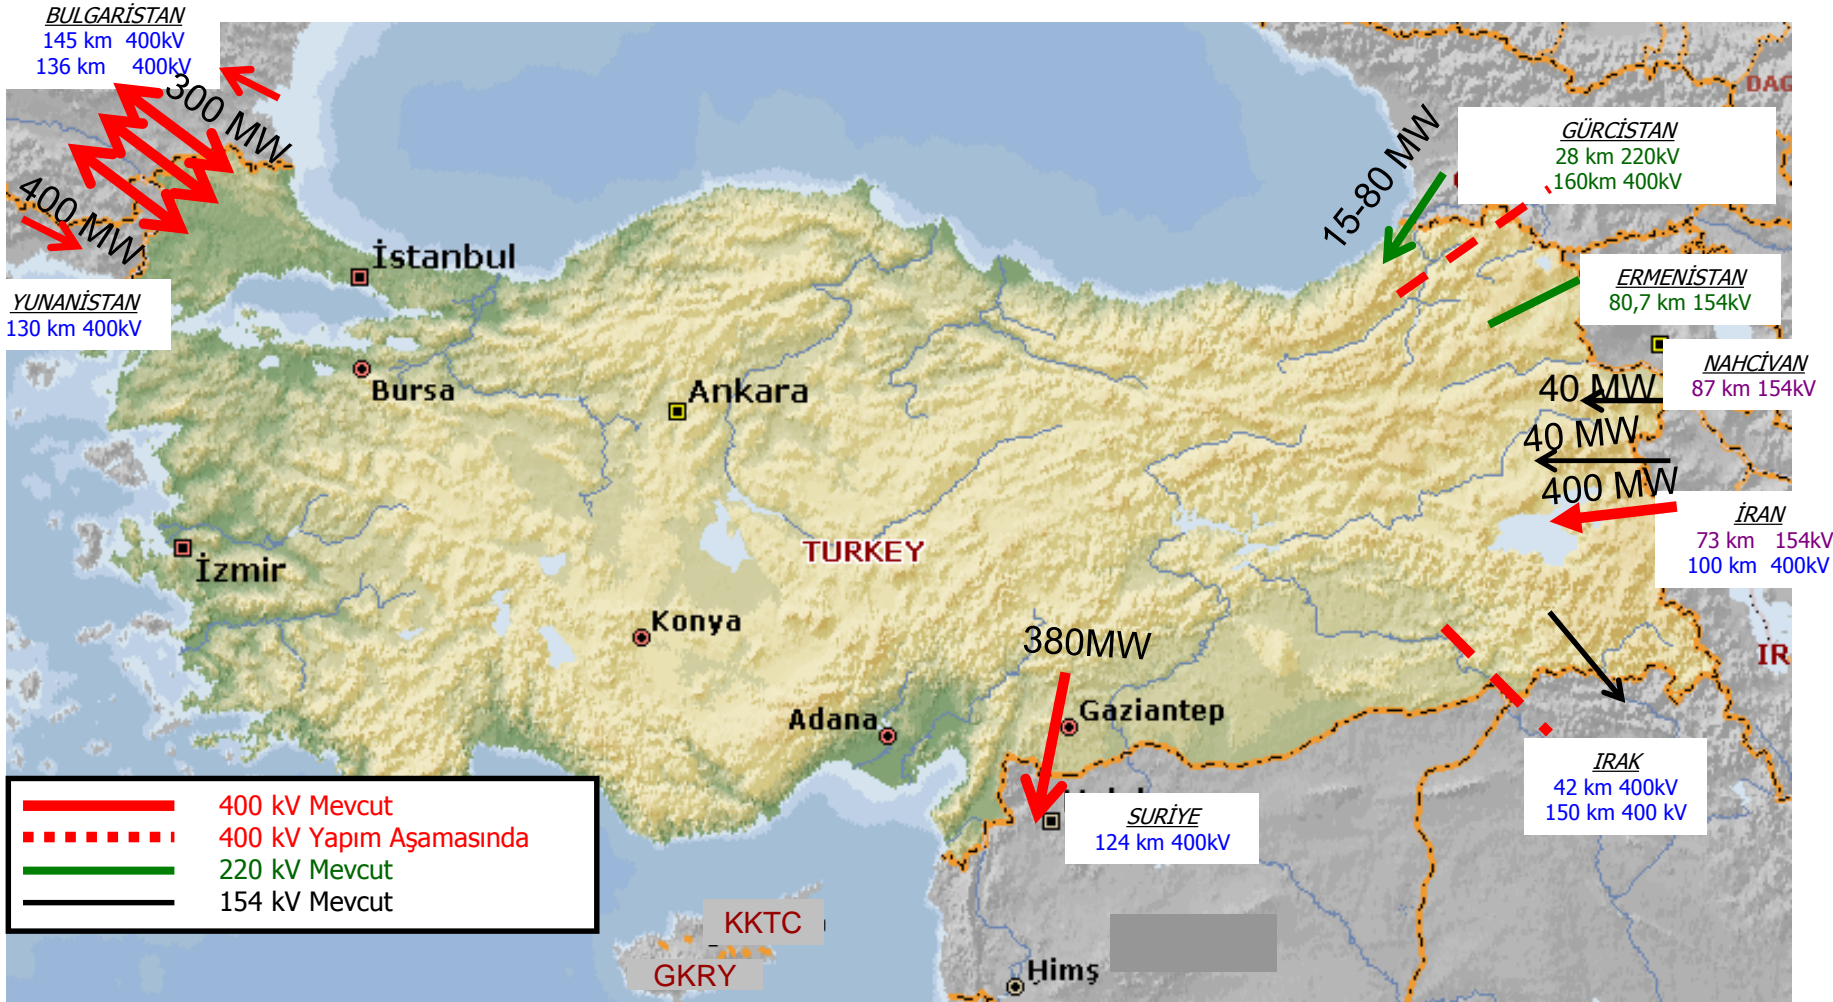 BULGARİSTAN
145 km 400kV
136 km 400kV
300 MW
400 MW
YUNANİSTAN
130 km 400kV
İstanbul
Bursa
Ankara
İzmir
Konya
TURKEY
Adana
Gaziantep
380MW
15-80 MW
DAG
GÜRCİSTAN
28 km 220kV
160km 400kV
ERMENİSTAN
80,7 km 154kV
NAHCİVAN
87 km 154kV
40 MW
40 MW
400 MW
İRAN
73 km 154kV
100 km 400kV
IR
IRAK
42 km 400kV
150 km 400 kV
SURİYE
124 km 400kV
400 kV Mevcut
400 kV Yapım Aşamasında
220 kV Mevcut
154 kV Mevcut
KKTC
GKRY
Himş